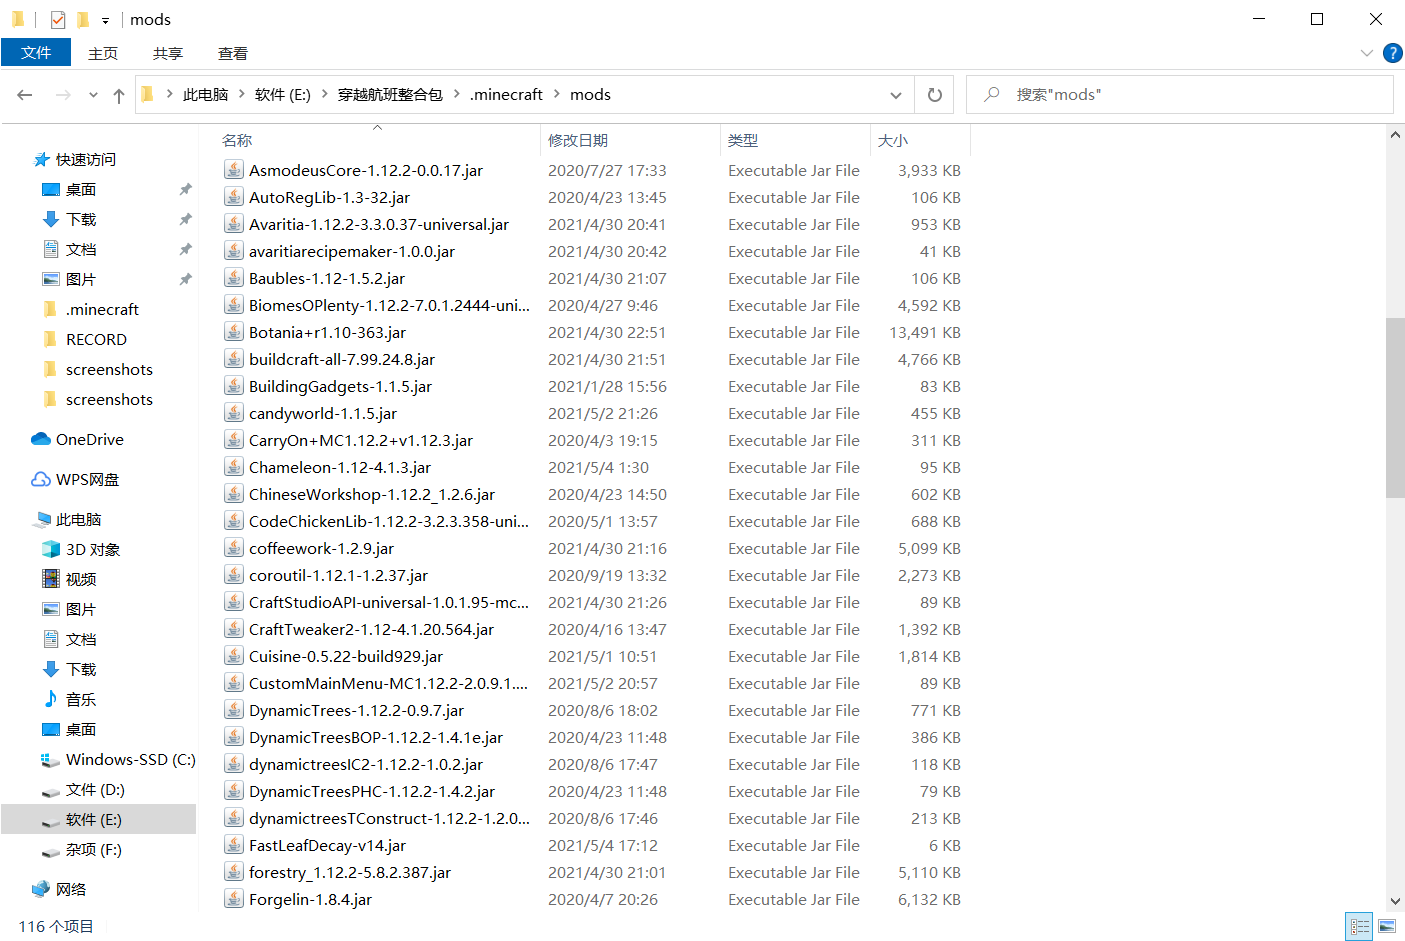 mods
文件 主页 共享 查看
此电脑 软件 (E:) 穿越航班整合包 .minecraft mods
搜索"mods"
名称 修改日期 类型 大小
快速访问
桌面
下载
文档
图片
.minecraft
RECORD
screenshots
screenshots
OneDrive
WPS网盘
此电脑
3D 对象
视频
图片
文档
下载
音乐
桌面
Windows-SSD (C:)
文件 (D:)
软件 (E:)
杂项 (F:)
网络
AsmodeusCore-1.12.2-0.0.17.jar 2020/7/27 17:33 Executable Jar File 3,933 KB
AutoRegLib-1.3-32.jar 2020/4/23 13:45 Executable Jar File 106 KB
Avaritia-1.12.2-3.3.0.37-universal.jar 2021/4/30 20:41 Executable Jar File 953 KB
avaritiarecipemaker-1.0.0.jar 2021/4/30 20:42 Executable Jar File 41 KB
Baubles-1.12-1.5.2.jar 2021/4/30 21:07 Executable Jar File 106 KB
BiomesOPlenty-1.12.2-7.0.1.2444-uni... 2020/4/27 9:46 Executable Jar File 4,592 KB
Botania+r1.10-363.jar 2021/4/30 22:51 Executable Jar File 13,491 KB
buildcraft-all-7.99.24.8.jar 2021/4/30 21:51 Executable Jar File 4,766 KB
BuildingGadgets-1.1.5.jar 2021/1/28 15:56 Executable Jar File 83 KB
candyworld-1.1.5.jar 2021/5/2 21:26 Executable Jar File 455 KB
CarryOn+MC1.12.2+v1.12.3.jar 2020/4/3 19:15 Executable Jar File 311 KB
Chameleon-1.12-4.1.3.jar 2021/5/4 1:30 Executable Jar File 95 KB
ChineseWorkshop-1.12.2_1.2.6.jar 2020/4/23 14:50 Executable Jar File 602 KB
CodeChickenLib-1.12.2-3.2.3.358-uni... 2020/5/1 13:57 Executable Jar File 688 KB
coffeework-1.2.9.jar 2021/4/30 21:16 Executable Jar File 5,099 KB
coroutil-1.12.1-1.2.37.jar 2020/9/19 13:32 Executable Jar File 2,273 KB
CraftStudioAPI-universal-1.0.1.95-mc... 2021/4/30 21:26 Executable Jar File 89 KB
CraftTweaker2-1.12-4.1.20.564.jar 2020/4/16 13:47 Executable Jar File 1,392 KB
Cuisine-0.5.22-build929.jar 2021/5/1 10:51 Executable Jar File 1,814 KB
CustomMainMenu-MC1.12.2-2.0.9.1.... 2021/5/2 20:57 Executable Jar File 89 KB
DynamicTrees-1.12.2-0.9.7.jar 2020/8/6 18:02 Executable Jar File 771 KB
DynamicTreesBOP-1.12.2-1.4.1e.jar 2020/4/23 11:48 Executable Jar File 386 KB
dynamictreesIC2-1.12.2-1.0.2.jar 2020/8/6 17:47 Executable Jar File 118 KB
DynamicTreesPHC-1.12.2-1.4.2.jar 2020/4/23 11:48 Executable Jar File 79 KB
dynamictreesTConstruct-1.12.2-1.2.0... 2020/8/6 17:46 Executable Jar File 213 KB
FastLeafDecay-v14.jar 2021/5/4 17:12 Executable Jar File 6 KB
forestry_1.12.2-5.8.2.387.jar 2021/4/30 21:01 Executable Jar File 5,110 KB
Forgelin-1.8.4.jar 2020/4/7 20:26 Executable Jar File 6,132 KB
116 个项目